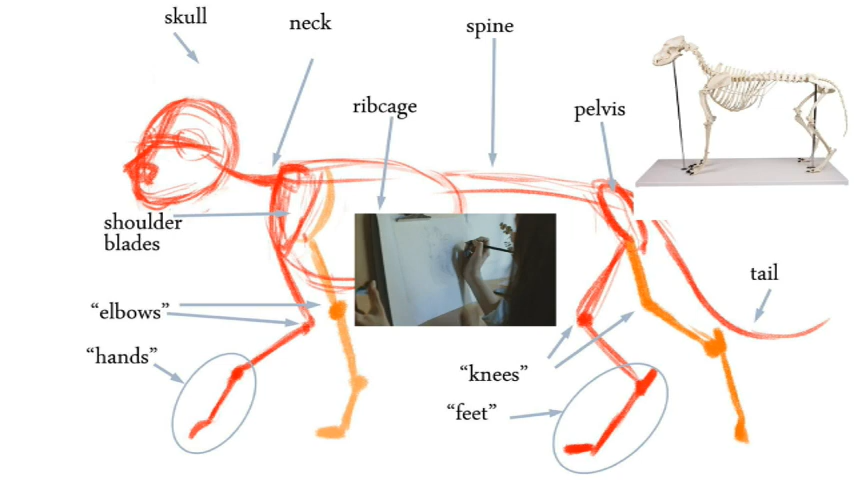 skull
neck
spine
ribcage
pelvis
shoulder
blades
tail
“elbows”
“hands”
“knees”
“feet”